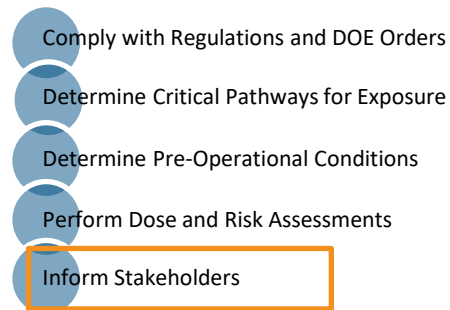 Comply with Regulations and DOE Orders
Determine Critical Pathways for Exposure
Determine Pre-Operational Conditions
Perform Dose and Risk Assessments
Inform Stakeholders